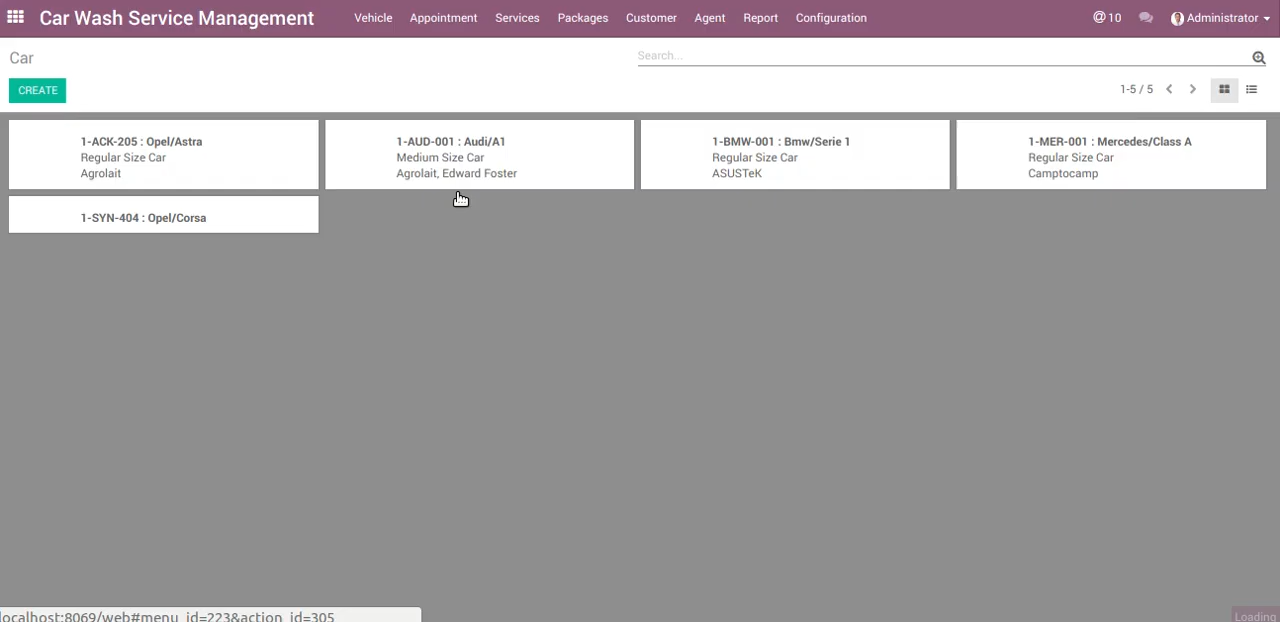 Car Wash Service Management Vehicle Appointment Services Packages Customer Agent Report Configuration @ 10 Administrator
Car
Search...
CREATE
1-5 / 5
1-ACK-205 : Opel/Astra
Regular Size Car
Agrolait
1-AUD-001 : Audi/A1
Medium Size Car
Agrolait, Edward Foster
1-BMW-001 : Bmw/Serie 1
Regular Size Car
ASUSTeK
1-MER-001 : Mercedes/Class A
Regular Size Car
Camptocamp
1-SYN-404 : Opel/Corsa
localhost:8069/web#menu_id=223&action_id=305
Loading